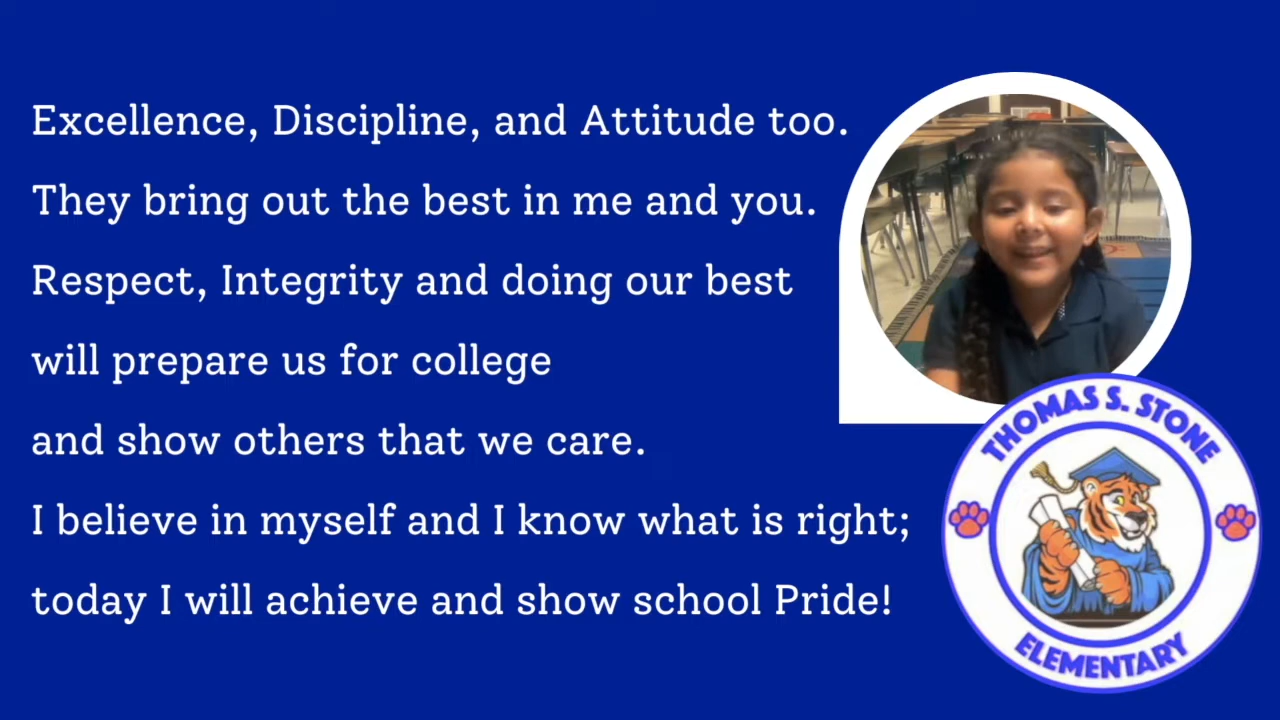 Excellence, Discipline, and Attitude too.
They bring out the best in me and you.
Respect, Integrity and doing our best
will prepare us for college
and show others that we care.
I believe in myself and I know what is right;
today I will achieve and show school Pride!
THOMAS S. STONE
ELEMENTARY